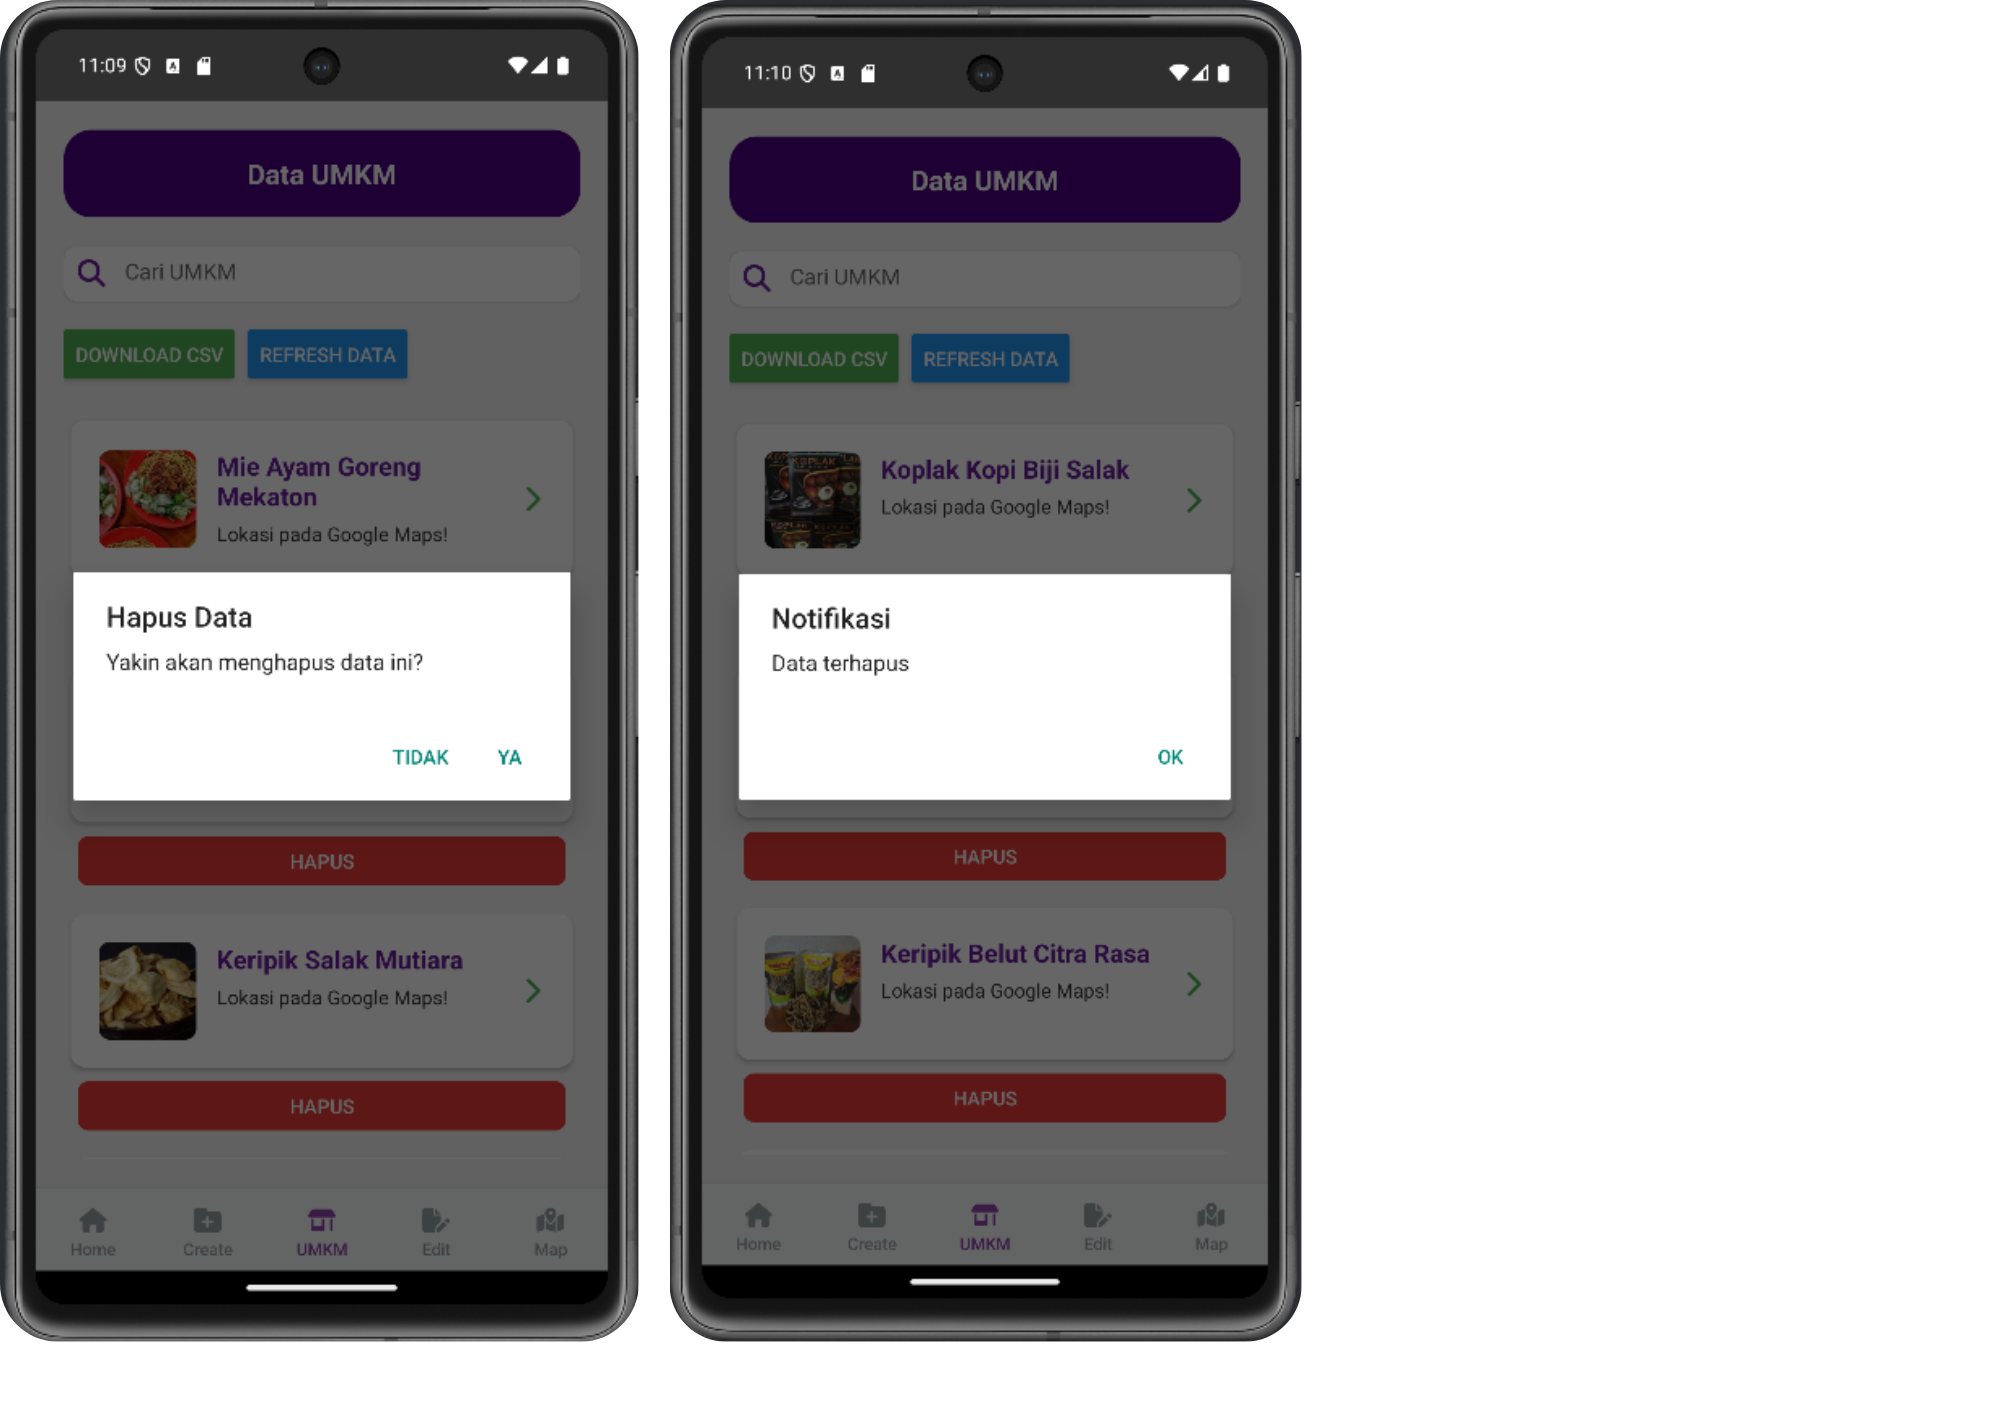 11:09
Data UMKM
Cari UMKM
DOWNLOAD CSV
REFRESH DATA
Mie Ayam Goreng
Mekaton
Lokasi pada Google Maps!
Hapus Data
Yakin akan menghapus data ini?
TIDAK
YA
HAPUS
Keripik Salak Mutiara
Lokasi pada Google Maps!
HAPUS
Home
Create
UMKM
Edit
Map
11:10
Data UMKM
Cari UMKM
DOWNLOAD CSV
REFRESH DATA
Koplak Kopi Biji Salak
Lokasi pada Google Maps!
Notifikasi
Data terhapus
OK
HAPUS
Keripik Belut Citra Rasa
Lokasi pada Google Maps!
HAPUS
Home
Create
UMKM
Edit
Map